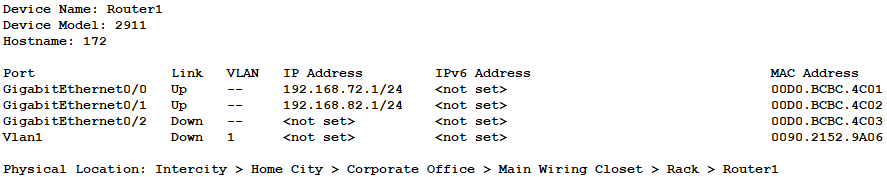 Device Name: Router1
Device Model: 2911
Hostname: 172
Port Link VLAN IP Address IPv6 Address MAC Address
GigabitEthernet0/0 Up -- 192.168.72.1/24 <not set> 00D0.BCBC.4C01
GigabitEthernet0/1 Up -- 192.168.82.1/24 <not set> 00D0.BCBC.4C02
GigabitEthernet0/2 Down -- <not set> <not set> 00D0.BCBC.4C03
Vlan1 Down 1 <not set> <not set> 0090.2152.9A06
Physical Location: Intercity > Home City > Corporate Office > Main Wiring Closet > Rack > Router1